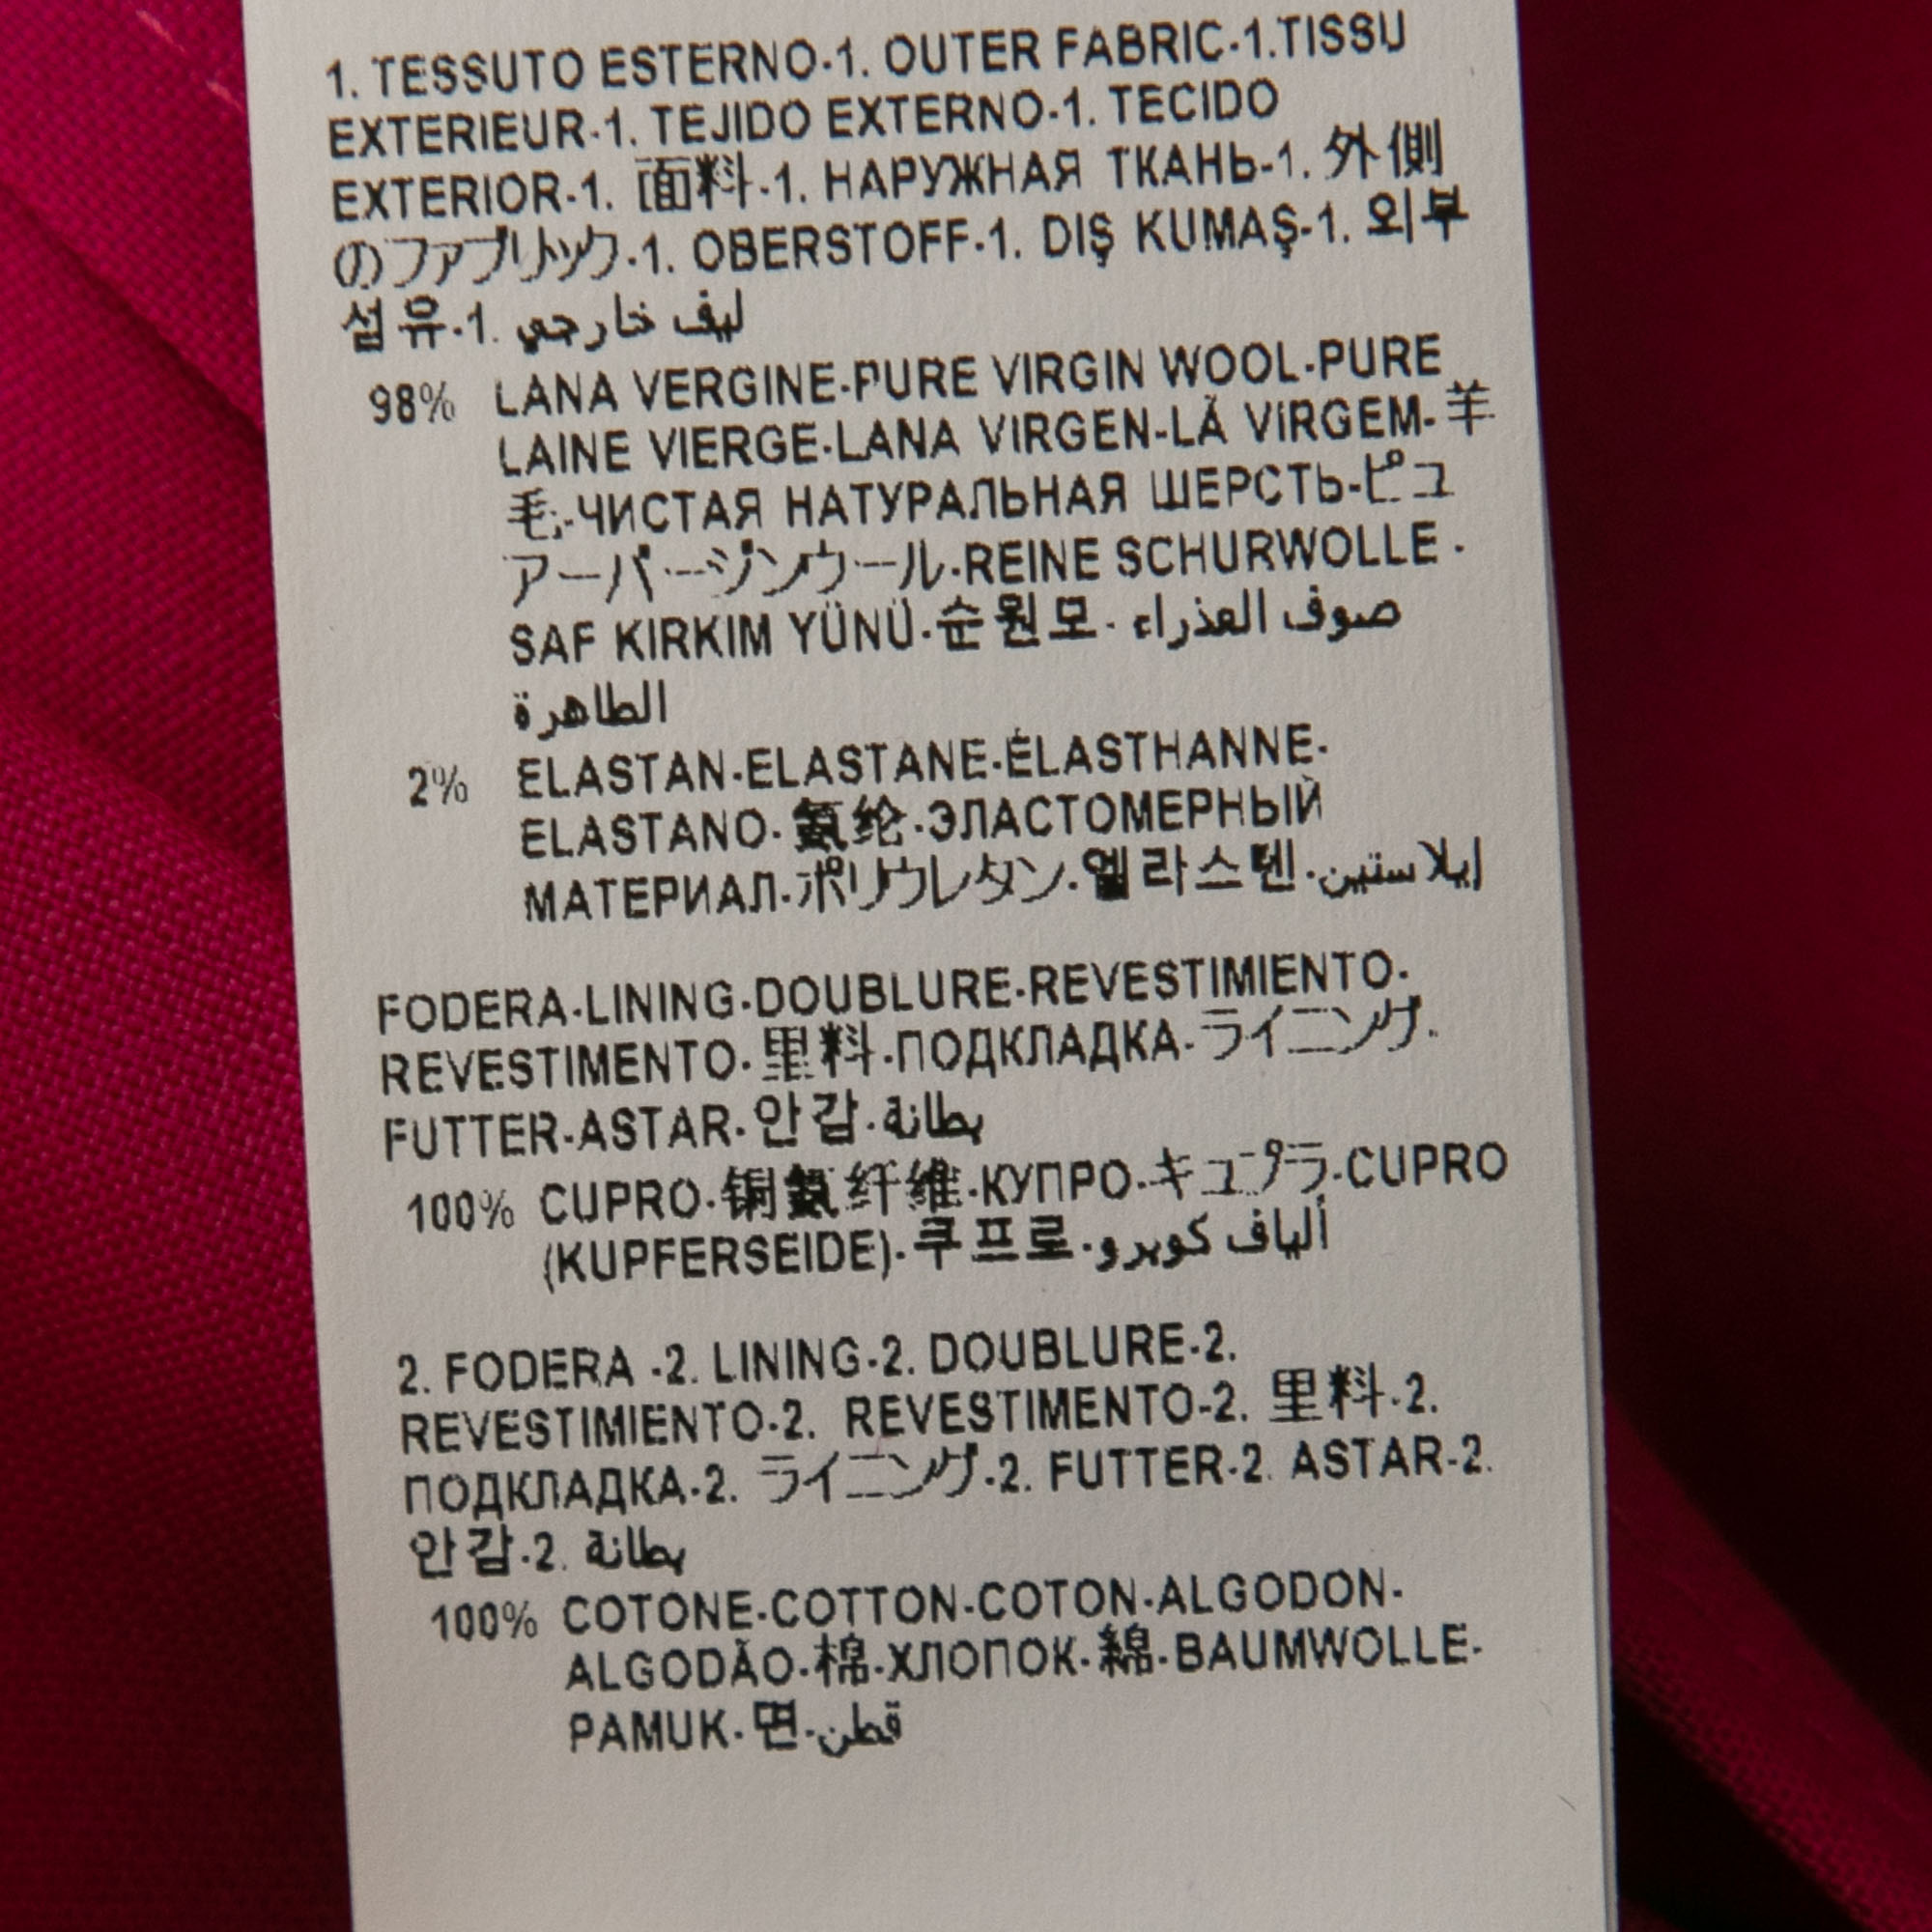 1. TESSUTO ESTERNO-1. OUTER FABRIC-1.TISSU
EXTERIEUR-1. TEJIDO EXTERNO-1. TECIDO
EXTERIOR-1. 面料-1. НАРУЖНАЯ ТКАНЬ-1. 外側
のファブリック-1. OBERSTOFF-1. DIŞ KUMAŞ-1. 외부
섬유-1. ليف خارجي
98% LANA VERGINE-PURE VIRGIN WOOL-PURE
LAINE VIERGE-LANA VIRGEN-LÃ VIRGEM-羊
毛-ЧИСТАЯ НАТУРАЛЬНАЯ ШЕРСТЬ-ピュ
アーバージンウール-REINE SCHURWOLLE -
SAF KIRKIM YÜNÜ-순원모- صوف العذراء
الطاهرة
2% ELASTAN-ELASTANE-ÉLASTHANNE-
ELASTANO-氨纶-ЭЛАСТОМЕРНЫЙ
МАТЕРИАЛ-ポリウレタン-엘라스텐-إيلاستين
FODERA-LINING-DOUBLURE-REVESTIMIENTO-
REVESTIMENTO-里料-ПОДКЛАДКА-ライニング-
FUTTER-ASTAR-안감-بطانة
100% CUPRO-铜氨纤维-КУПРО-キュプラ-CUPRO
(KUPFERSEIDE)-쿠프로-ألياف كوبرو
2. FODERA -2. LINING-2. DOUBLURE-2.
REVESTIMIENTO-2. REVESTIMENTO-2. 里料-2.
ПОДКЛАДКА-2. ライニング-2. FUTTER-2. ASTAR-2.
안감-2. بطانة
100% COTONE-COTTON-COTON-ALGODON-
ALGODÃO-棉-ХЛОПОК-綿-BAUMWOLLE-
PAMUK-면-قطن